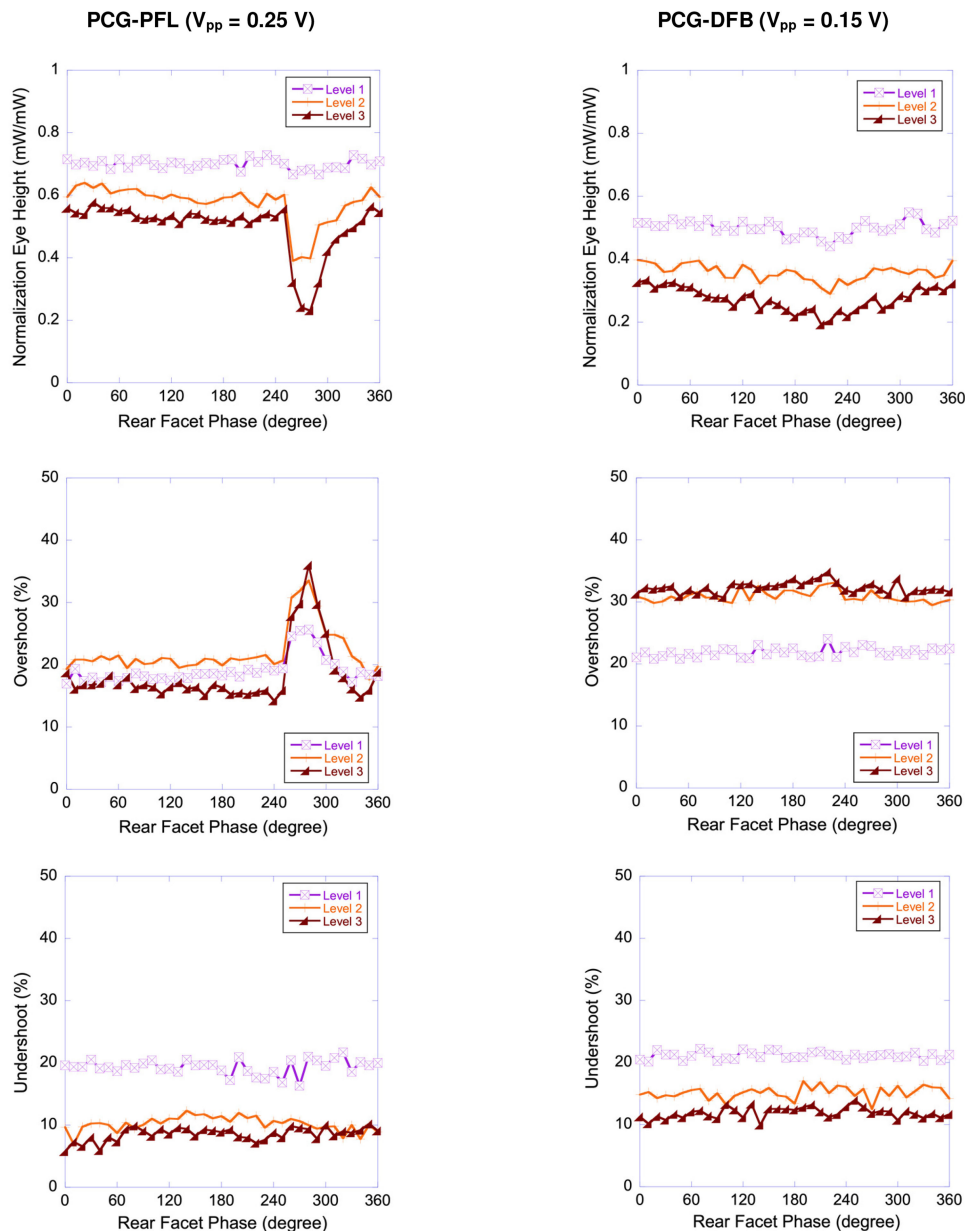 PCG-PFL (Vpp = 0.25 V)
PCG-DFB (Vpp = 0.15 V)
Normalization Eye Height (mW/mW)
1
0.8
0.6
0.4
0.2
0
Level 1
Level 2
Level 3
0 60 120 180 240 300 360
Rear Facet Phase (degree)
Normalization Eye Height (mW/mW)
1
0.8
0.6
0.4
0.2
0
Level 1
Level 2
Level 3
0 60 120 180 240 300 360
Rear Facet Phase (degree)
Overshoot (%)
50
40
30
20
10
0
Level 1
Level 2
Level 3
0 60 120 180 240 300 360
Rear Facet Phase (degree)
Overshoot (%)
50
40
30
20
10
0
Level 1
Level 2
Level 3
0 60 120 180 240 300 360
Rear Facet Phase (degree)
Undershoot (%)
50
40
30
20
10
0
Level 1
Level 2
Level 3
0 60 120 180 240 300 360
Rear Facet Phase (degree)
Undershoot (%)
50
40
30
20
10
0
Level 1
Level 2
Level 3
0 60 120 180 240 300 360
Rear Facet Phase (degree)